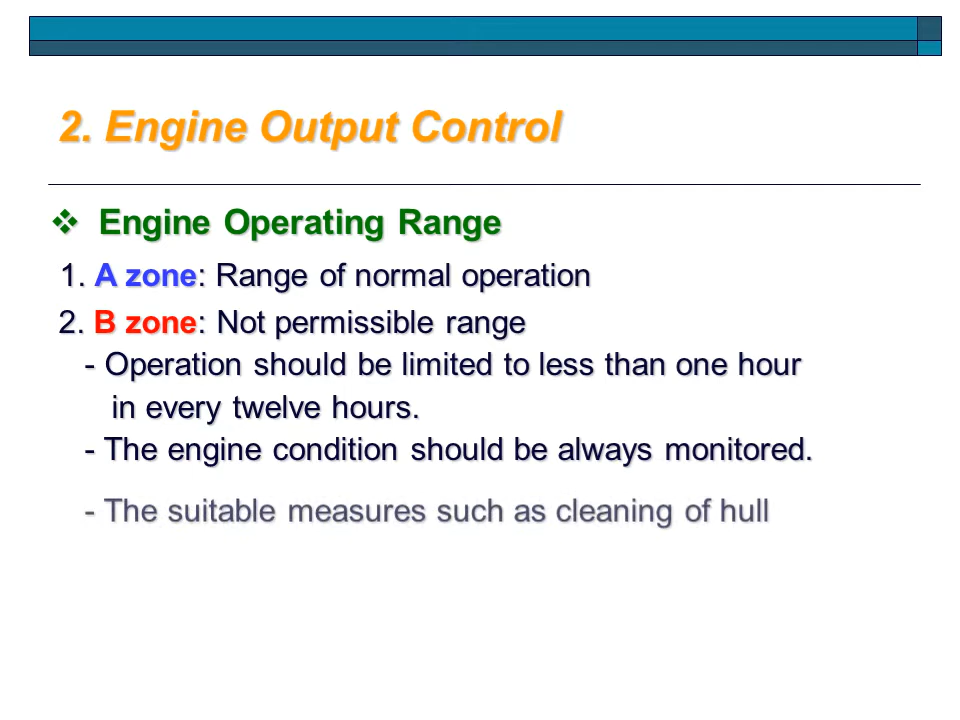 2. Engine Output Control
❖ Engine Operating Range
1. A zone: Range of normal operation
2. B zone: Not permissible range
- Operation should be limited to less than one hour
in every twelve hours.
- The engine condition should be always monitored.
- The suitable measures such as cleaning of hull